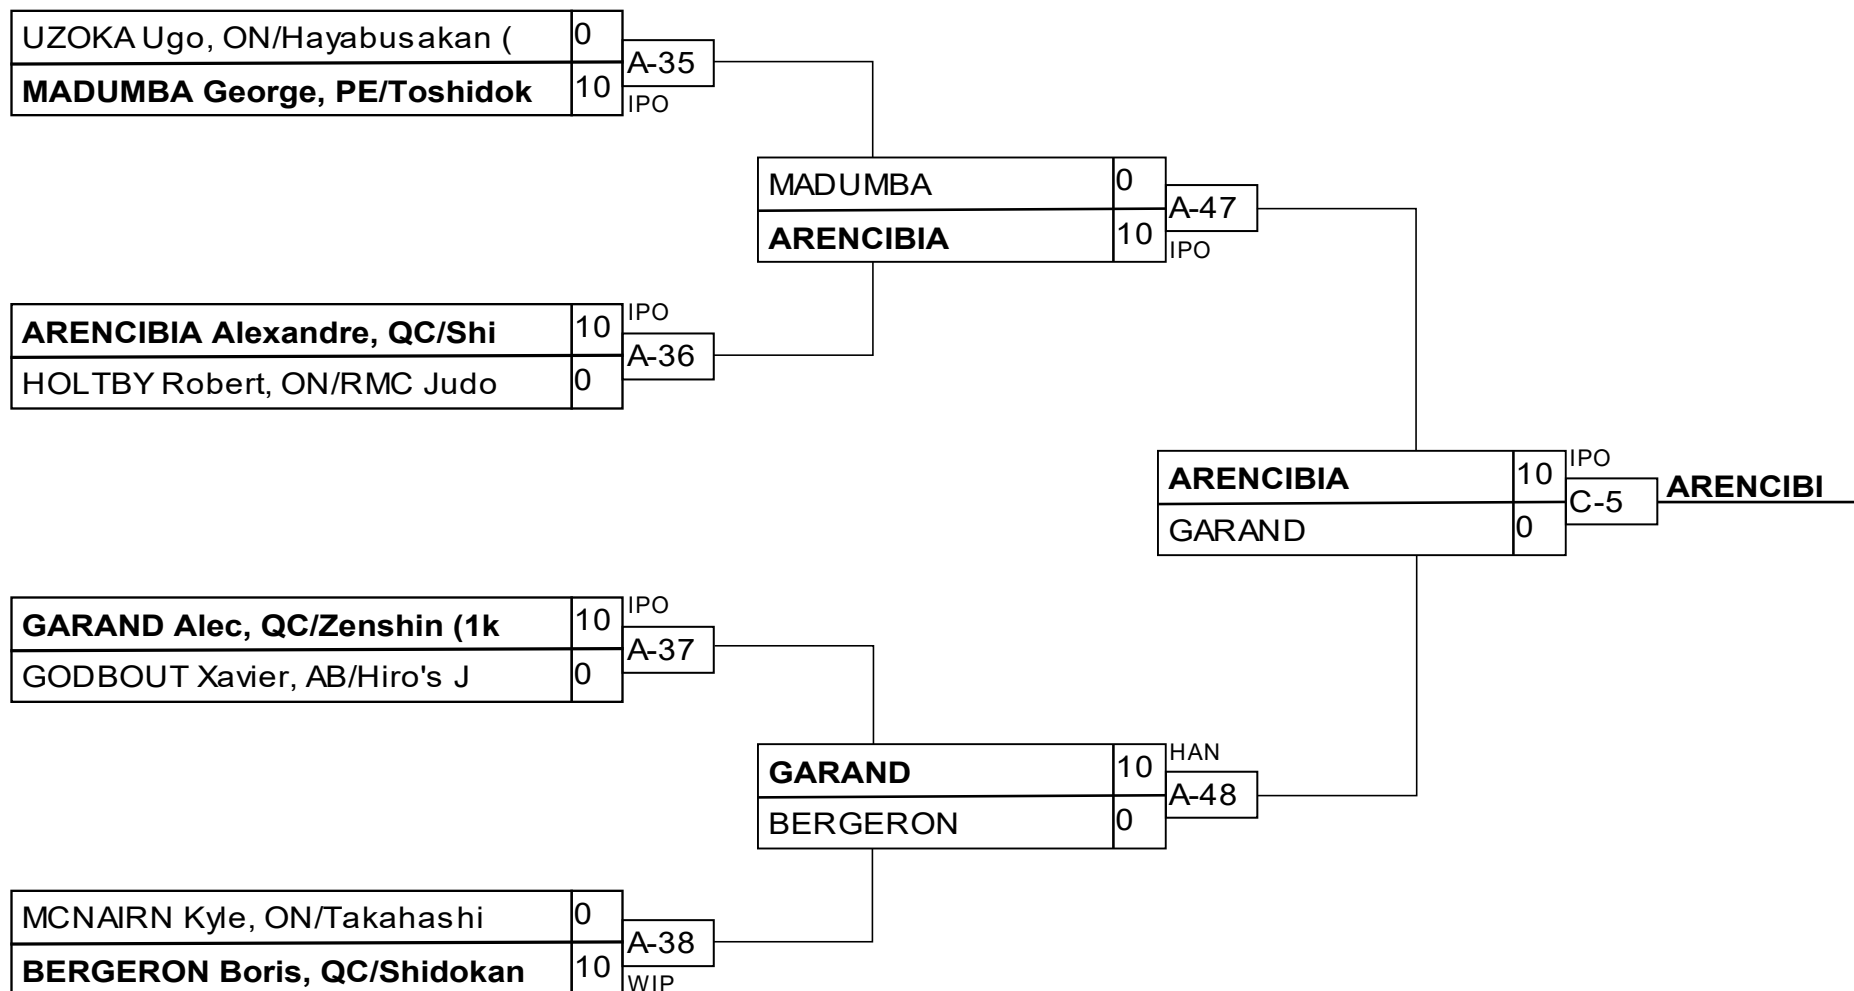 UZOKA Ugo, ON/Hayabusakan ( 0
A-35
MADUMBA George, PE/Toshidok 10
IPO
MADUMBA 0
A-47
ARENCIBIA 10
IPO
IPO
ARENCIBIA Alexandre, QC/Shi 10
A-36
HOLTBY Robert, ON/RMC Judo 0
IPO
ARENCIBIA 10
C-5 ARENCIBI
GARAND 0
IPO
GARAND Alec, QC/Zenshin (1k 10
A-37
GODBOUT Xavier, AB/Hiro's J 0
HAN
GARAND 10
A-48
BERGERON 0
MCNAIRN Kyle, ON/Takahashi 0
A-38
BERGERON Boris, QC/Shidokan 10
WIP